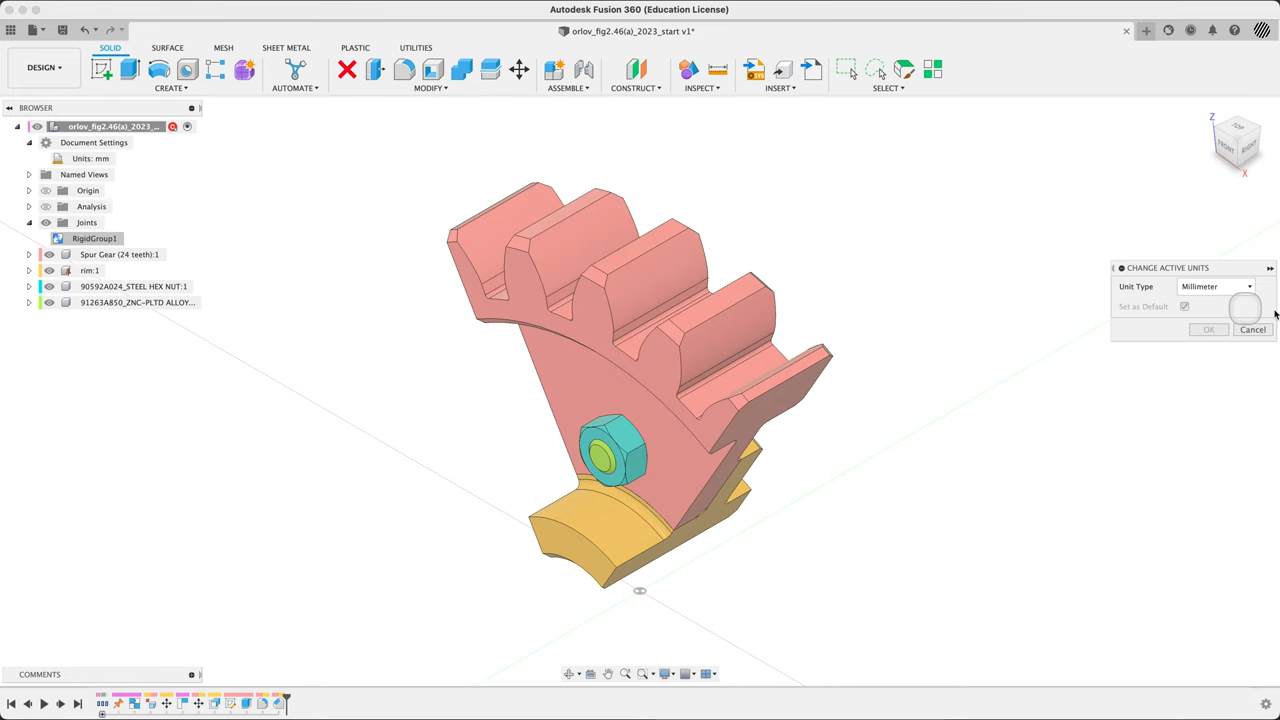 Autodesk Fusion 360 (Education License)
orlov_fig2.46(a)_2023_start v1*
SOLID SURFACE MESH SHEET METAL PLASTIC UTILITIES
DESIGN
CREATE AUTOMATE MODIFY ASSEMBLE CONSTRUCT INSPECT INSERT SELECT
BROWSER
orlov_fig2.46(a)_2023_...
Document Settings
Units: mm
Named Views
Origin
Analysis
Joints
RigidGroup1
Spur Gear (24 teeth):1
rim:1
90592A024_STEEL HEX NUT:1
91263A850_ZNC-PLTD ALLOY...
TOP
FRONT
RIGHT
Z
X
CHANGE ACTIVE UNITS
Unit Type Millimeter
Set as Default
OK Cancel
COMMENTS